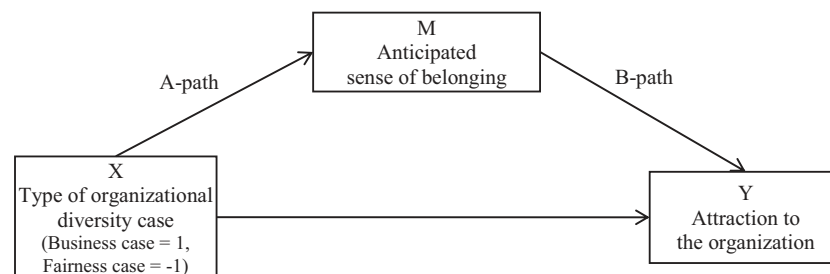 M
Anticipated
sense of belonging
A-path
B-path
X
Type of organizational
diversity case
(Business case = 1,
Fairness case = -1)
Y
Attraction to
the organization